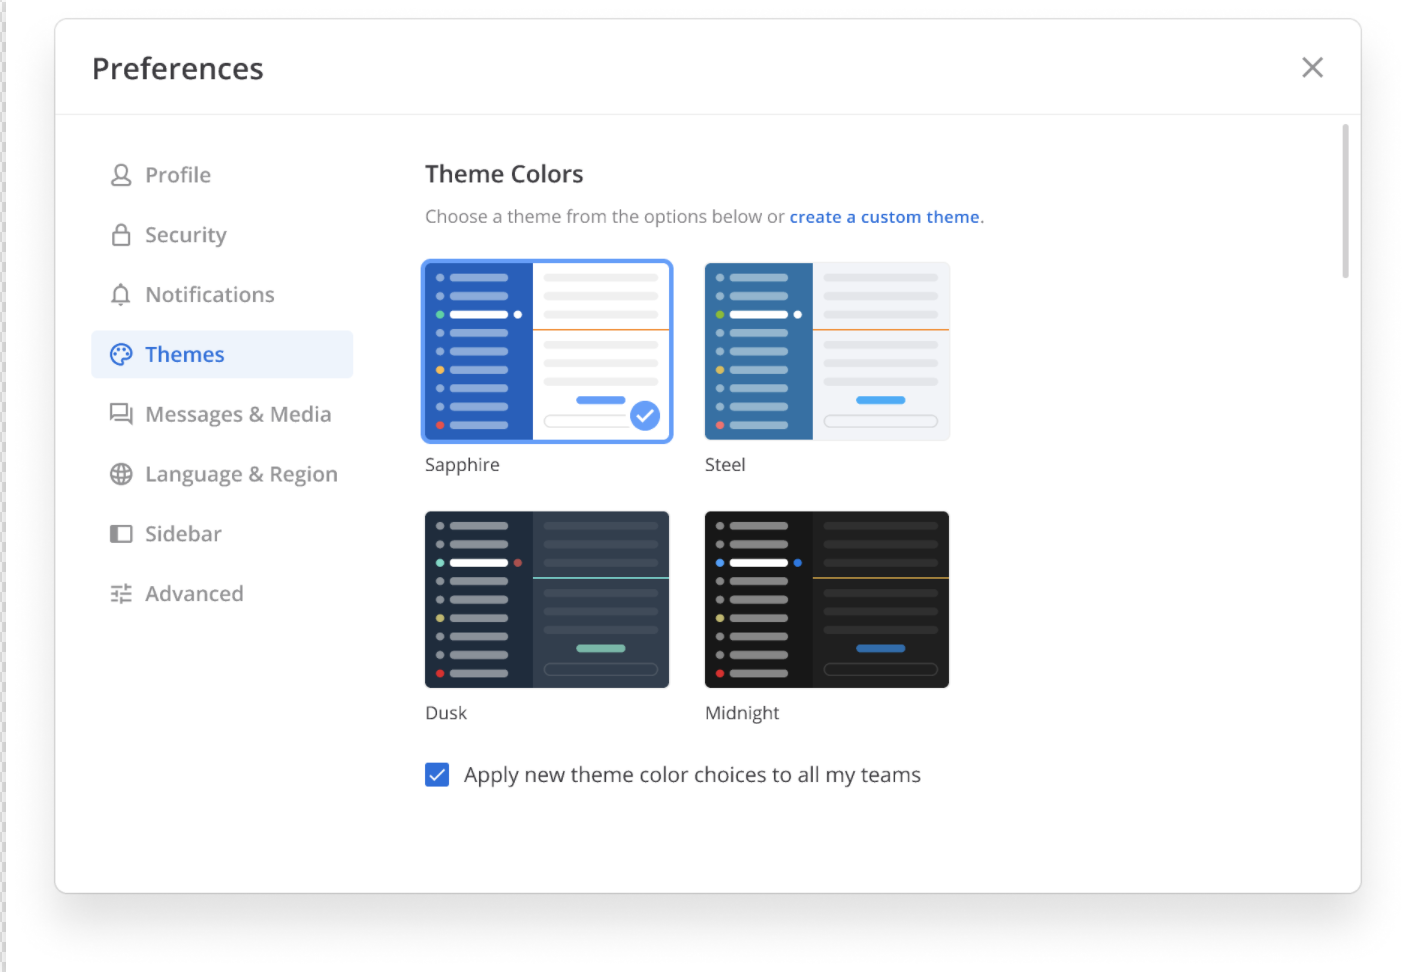 Preferences
Profile
Security
Notifications
Themes
Messages & Media
Language & Region
Sidebar
Advanced
Theme Colors
Choose a theme from the options below or create a custom theme.
Sapphire
Steel
Dusk
Midnight
Apply new theme color choices to all my teams